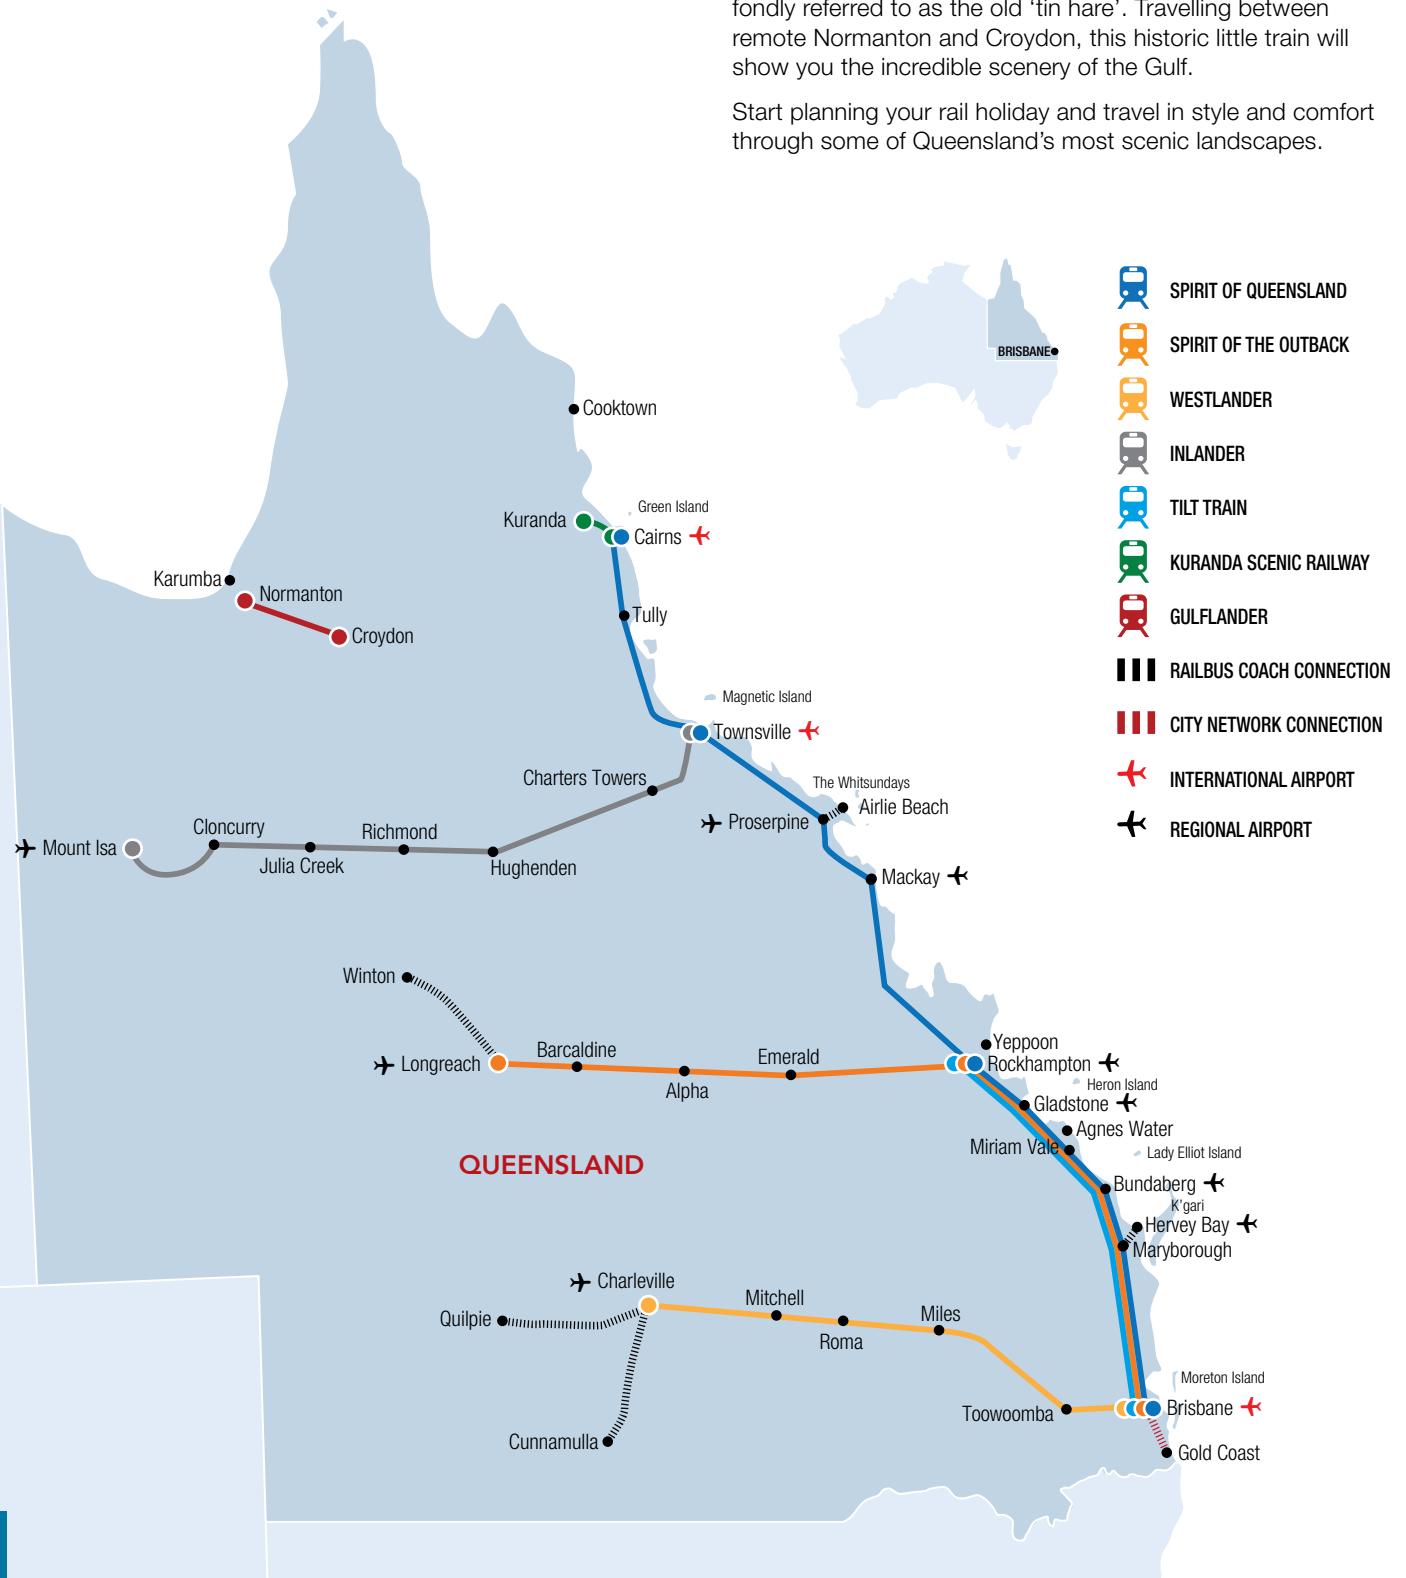 fondly referred to as the old ‘tin hare’. Travelling between
remote Normanton and Croydon, this historic little train will
show you the incredible scenery of the Gulf.
Start planning your rail holiday and travel in style and comfort
through some of Queensland’s most scenic landscapes.
BRISBANE
SPIRIT OF QUEENSLAND
SPIRIT OF THE OUTBACK
WESTLANDER
INLANDER
TILT TRAIN
KURANDA SCENIC RAILWAY
GULFLANDER
RAILBUS COACH CONNECTION
CITY NETWORK CONNECTION
INTERNATIONAL AIRPORT
REGIONAL AIRPORT
Cooktown
Green Island
Kuranda
Cairns
Karumba
Normanton
Tully
Croydon
Magnetic Island
Townsville
Charters Towers
The Whitsundays
Airlie Beach
Proserpine
Cloncurry
Richmond
Mount Isa
Julia Creek
Hughenden
Mackay
Winton
Yeppoon
Barcaldine
Emerald
Longreach
Rockhampton
Heron Island
Alpha
Gladstone
Agnes Water
Miriam Vale
Lady Elliot Island
QUEENSLAND
Bundaberg
K’gari
Hervey Bay
Maryborough
Charleville
Mitchell
Miles
Quilpie
Roma
Moreton Island
Toowoomba
Brisbane
Cunnamulla
Gold Coast